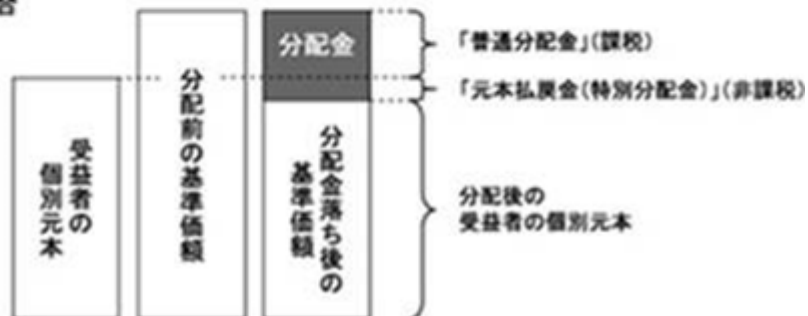 合
受益者の
個別元本
分配前の基準価額
分配金
分配金落ち後の
基準価額
「普通分配金」(課税)
「元本払戻金(特別分配金)」(非課税)
分配後の
受益者の個別元本